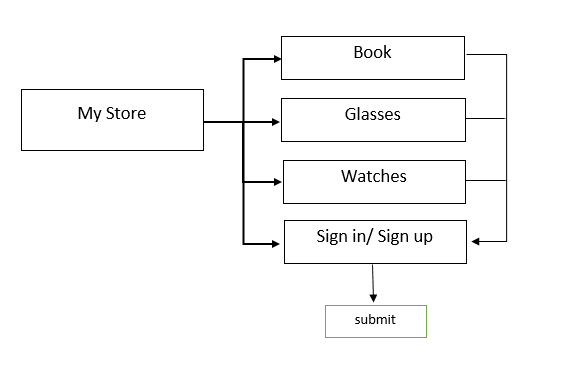 Book
My Store
Glasses
Watches
Sign in/ Sign up
submit